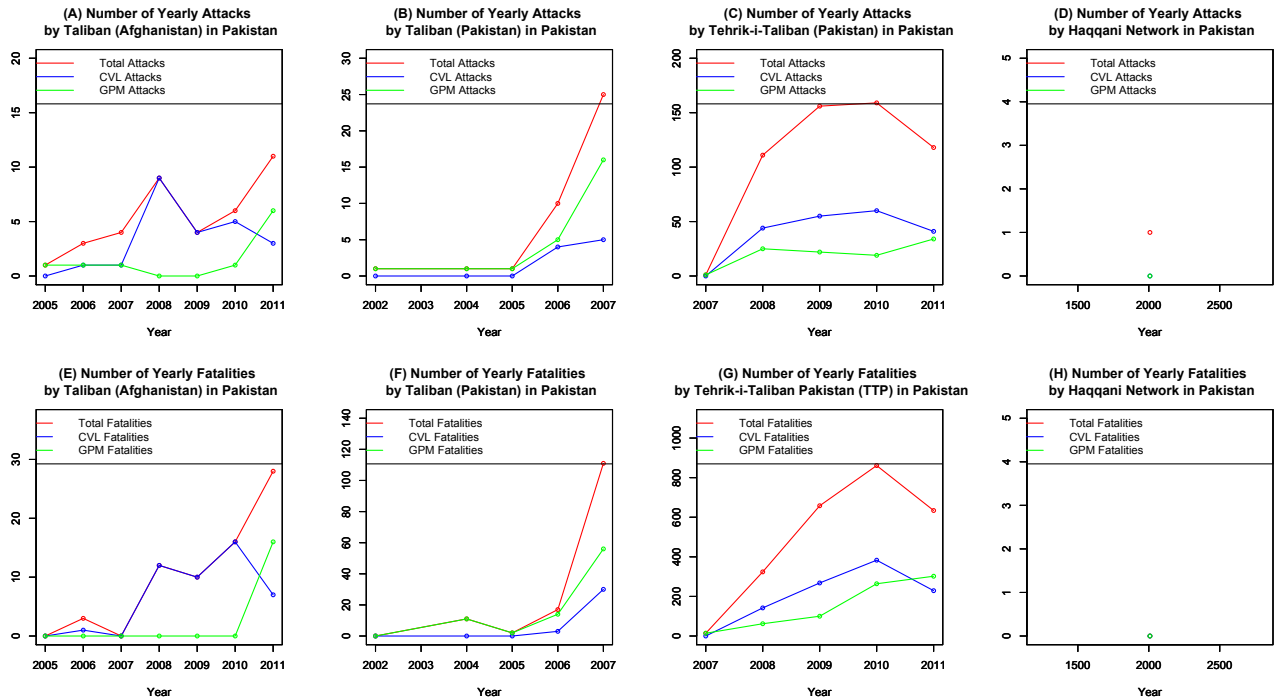 (A) Number of Yearly Attacks
by Taliban (Afghanistan) in Pakistan
Total Attacks
CVL Attacks
GPM Attacks
20
15
10
5
0
2005 2006 2007 2008 2009 2010 2011
Year
(B) Number of Yearly Attacks
by Taliban (Pakistan) in Pakistan
Total Attacks
CVL Attacks
GPM Attacks
30
25
20
15
10
5
0
2002 2003 2004 2005 2006 2007
Year
(C) Number of Yearly Attacks
by Tehrik-i-Taliban (Pakistan) in Pakistan
Total Attacks
CVL Attacks
GPM Attacks
200
150
100
50
0
2007 2008 2009 2010 2011
Year
(D) Number of Yearly Attacks
by Haqqani Network in Pakistan
Total Attacks
CVL Attacks
GPM Attacks
5
4
3
2
1
0
1500 2000 2500
Year
(E) Number of Yearly Fatalities
by Taliban (Afghanistan) in Pakistan
Total Fatalities
CVL Fatalities
GPM Fatalities
30
20
10
0
2005 2006 2007 2008 2009 2010 2011
Year
(F) Number of Yearly Fatalities
by Taliban (Pakistan) in Pakistan
Total Fatalities
CVL Fatalities
GPM Fatalities
140
120
100
80
60
40
20
0
2002 2003 2004 2005 2006 2007
Year
(G) Number of Yearly Fatalities
by Tehrik-i-Taliban Pakistan (TTP) in Pakistan
Total Fatalities
CVL Fatalities
GPM Fatalities
1000
800
600
400
200
0
2007 2008 2009 2010 2011
Year
(H) Number of Yearly Fatalities
by Haqqani Network in Pakistan
Total Fatalities
CVL Fatalities
GPM Fatalities
5
4
3
2
1
0
1500 2000 2500
Year